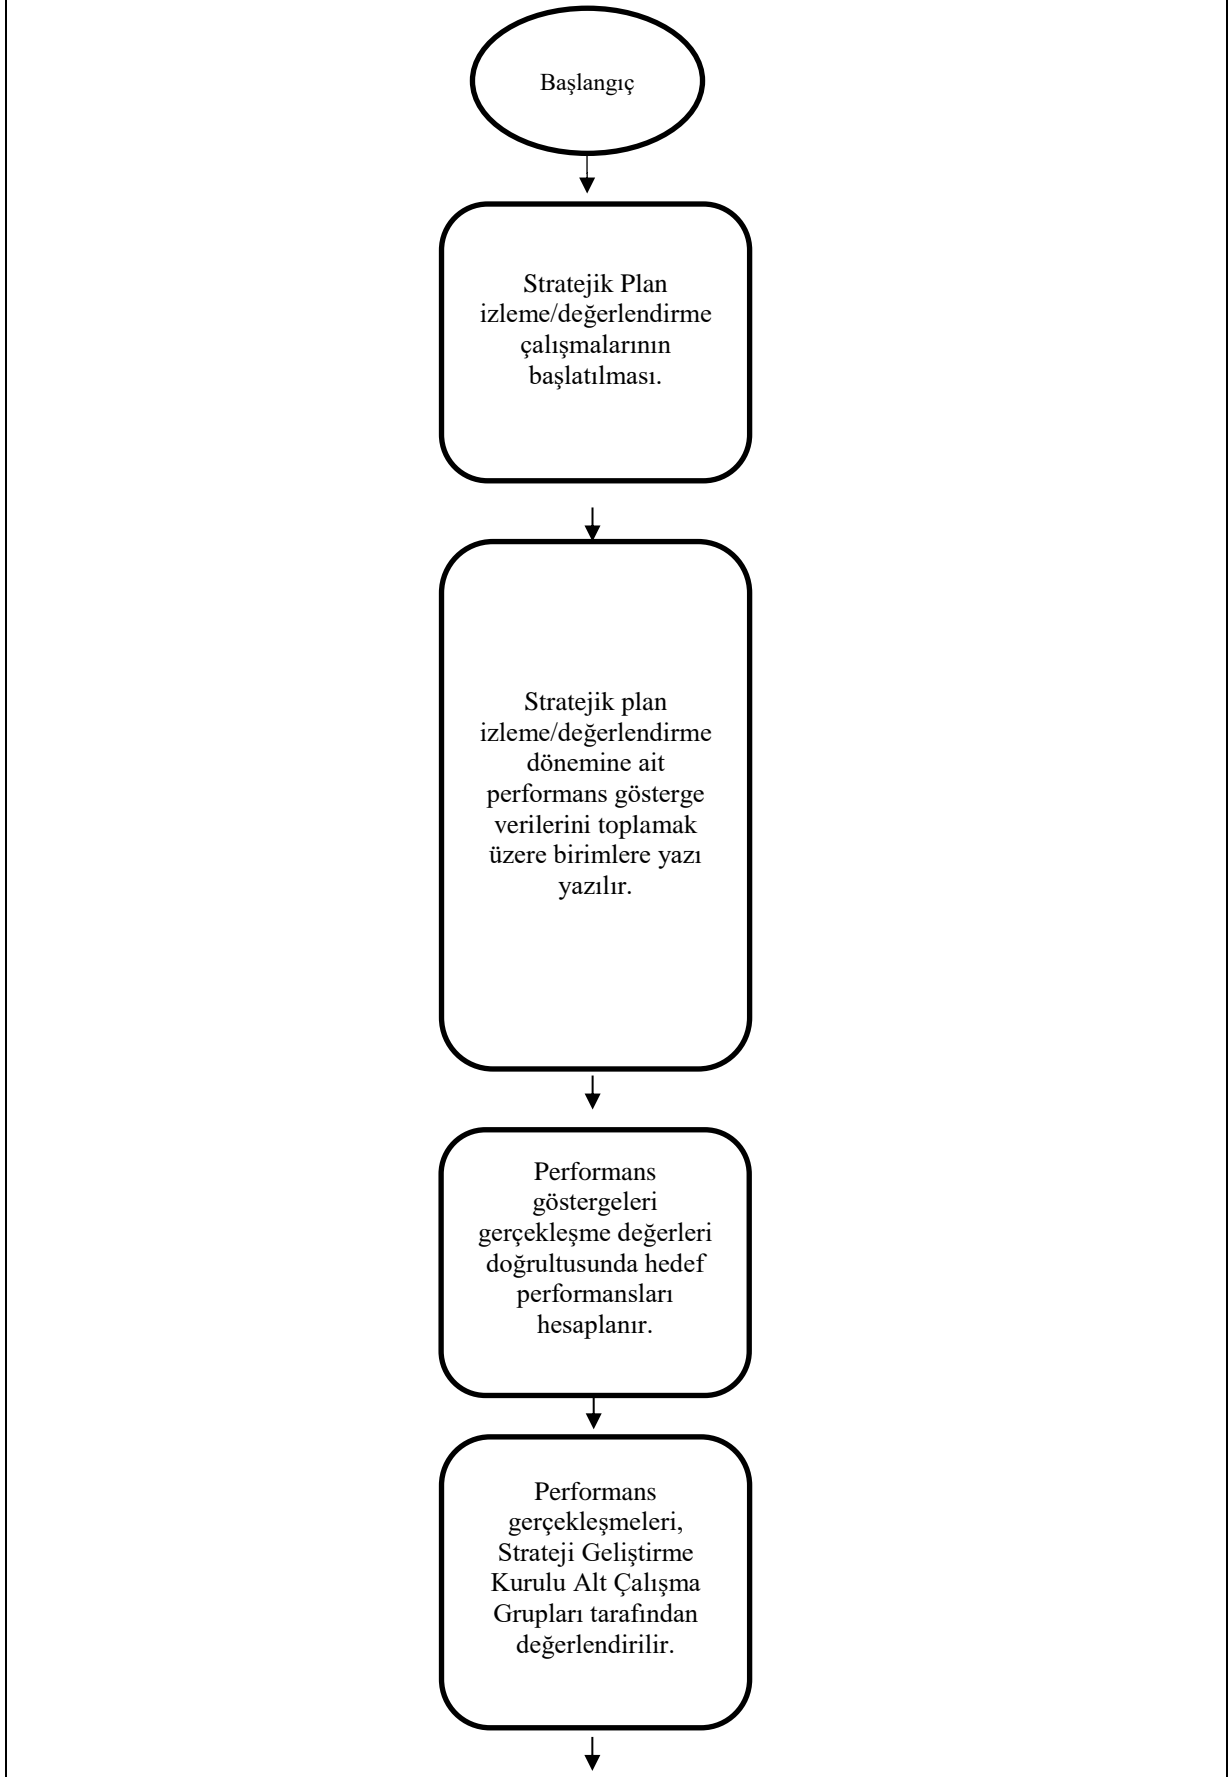 Başlangıç
Stratejik Plan
izleme/değerlendirme
çalışmalarının
başlatılması.
Stratejik plan
izleme/değerlendirme
dönemine ait
performans gösterge
verilerini toplamak
üzere birimlere yazı
yazılır.
Performans
göstergeleri
gerçekleşme değerleri
doğrultusunda hedef
performansları
hesaplanır.
Performans
gerçekleşmeleri,
Strateji Geliştirme
Kurulu Alt Çalışma
Grupları tarafından
değerlendirilir.